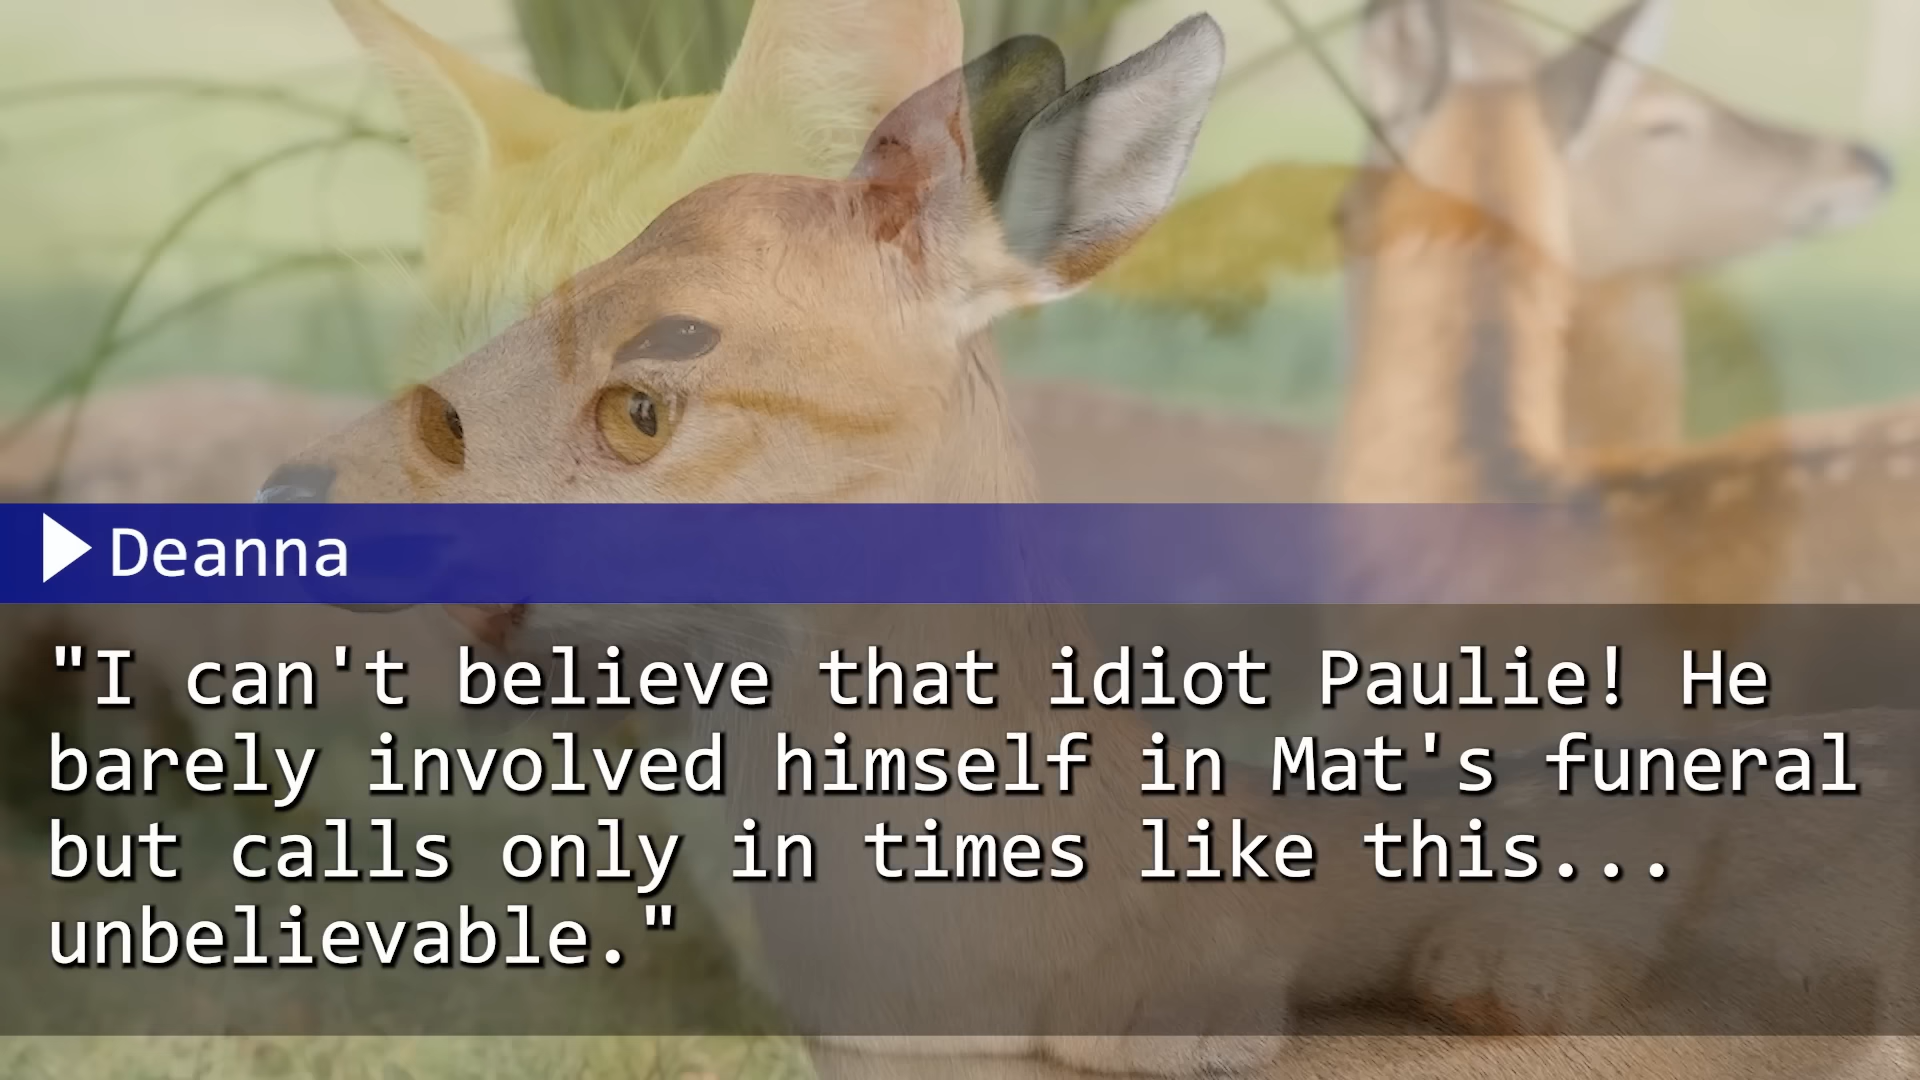 Deanna
"I can't believe that idiot Paulie! He
barely involved himself in Mat's funeral
but calls only in times like this...
unbelievable."